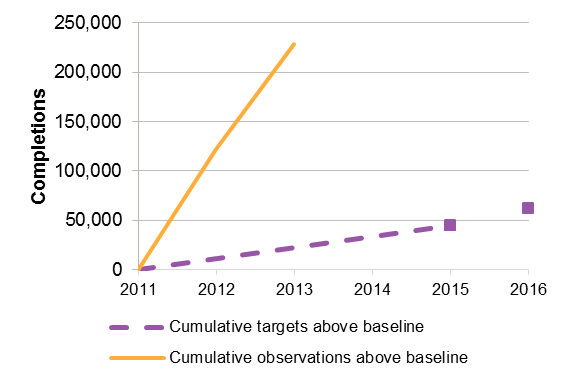 250,000
200,000
150,000
100,000
50,000
0
Completions
2011 2012 2013 2014 2015 2016
Cumulative targets above baseline
Cumulative observations above baseline